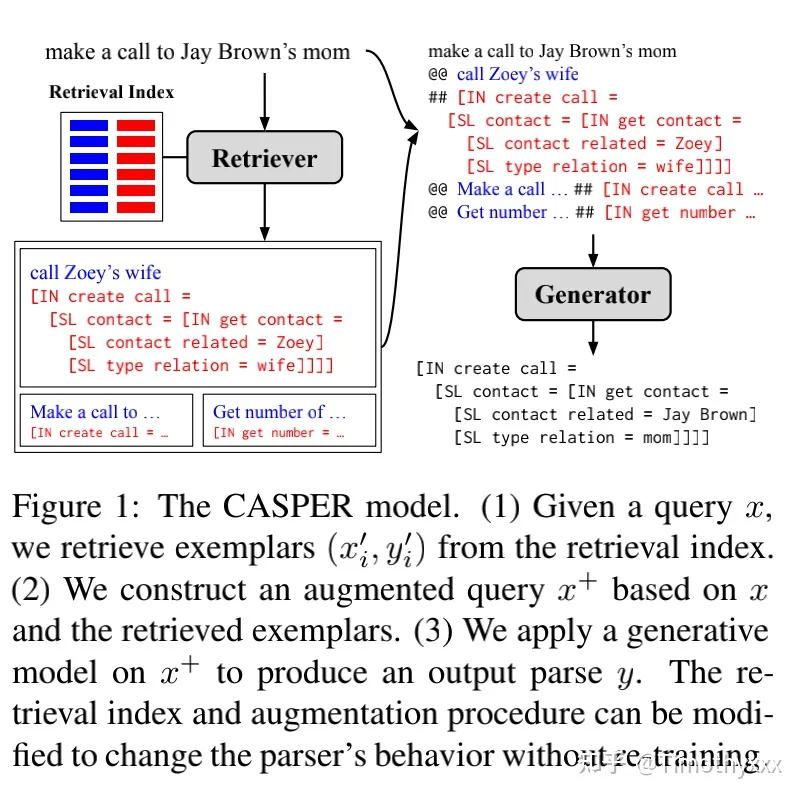 make a call to Jay Brown's mom
Retrieval Index
Retriever
call Zoey's wife
[IN create call =
[SL contact = [IN get contact =
[SL contact related = Zoey]
[SL type relation = wife]]]]
Make a call to …
[IN create call = …
Get number of …
[IN get number = …
make a call to Jay Brown's mom
@@ call Zoey's wife
## [IN create call =
[SL contact = [IN get contact =
[SL contact related = Zoey]
[SL type relation = wife]]]]
@@ Make a call … ## [IN create call …
@@ Get number … ## [IN get number …
Generator
[IN create call =
[SL contact = [IN get contact =
[SL contact related = Jay Brown]
[SL type relation = mom]]]]
Figure 1: The CASPER model. (1) Given a query x,
we retrieve exemplars (x′ᵢ, y′ᵢ) from the retrieval index.
(2) We construct an augmented query x⁺ based on x
and the retrieved exemplars. (3) We apply a generative
model on x⁺ to produce an output parse y. The re-
trieval index and augmentation procedure can be modi-
fied to change the parser's behavior without re-training.
知乎 @Timothyxxx